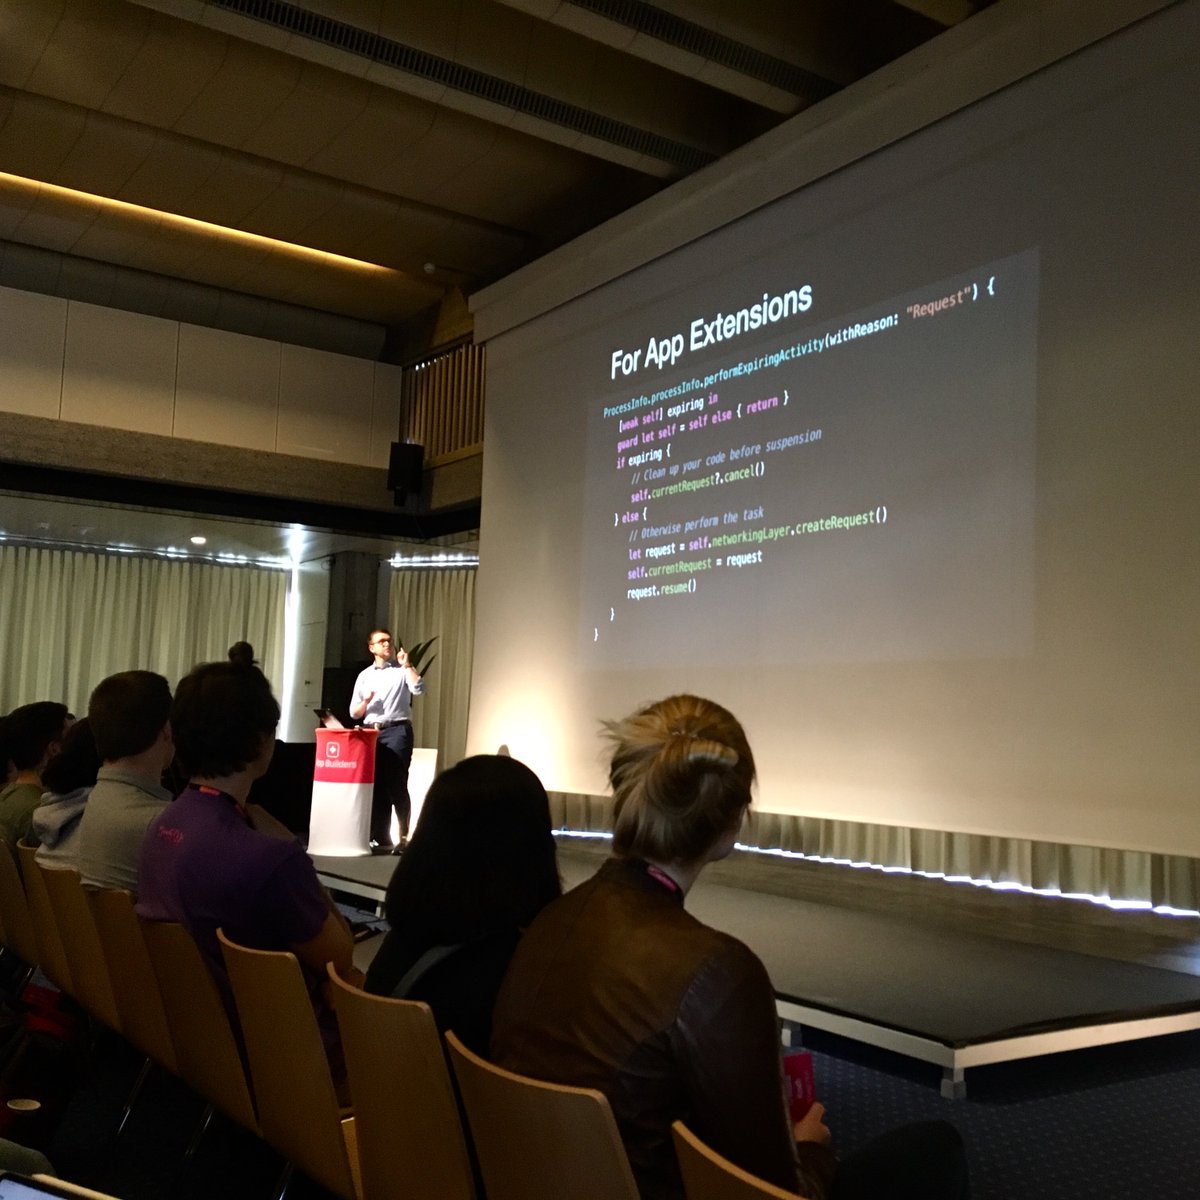 For App Extensions
ProcessInfo.processInfo.performExpiringActivity(withReason: "Request") {
[weak self] expiring in
guard let self = self else { return }
if expiring {
// Clean up your code before suspension
self.currentRequest?.cancel()
} else {
// Otherwise perform the task
let request = self.networkingLayer.createRequest()
self.currentRequest = request
request.resume()
}
}
App Builders